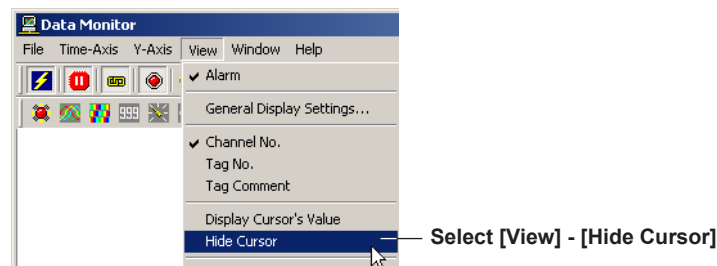 Data Monitor
File Time-Axis Y-Axis View Window Help
Alarm
999
General Display Settings...
Channel No.
Tag No.
Tag Comment
Display Cursor's Value
Hide Cursor
Select [View] - [Hide Cursor]